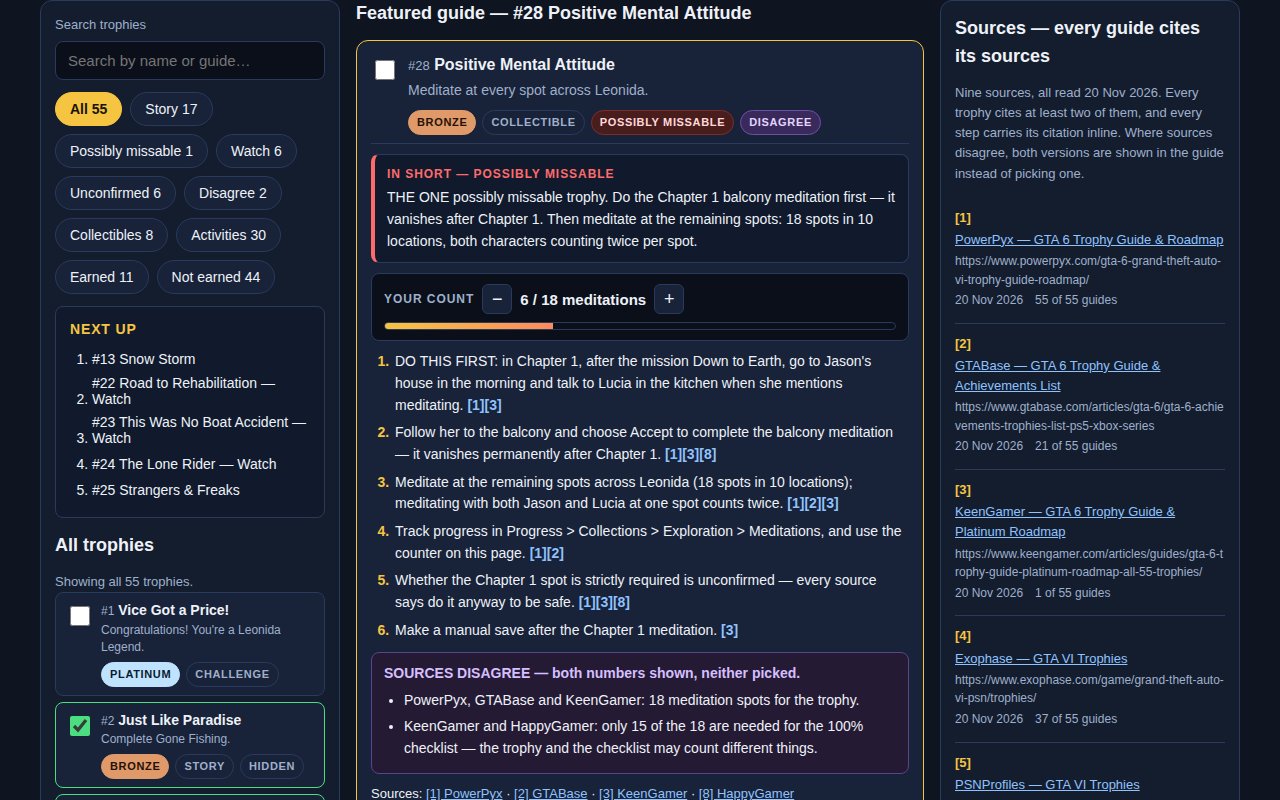 Search trophies
Search by name or guide…
All 55
Story 17
Possibly missable 1
Watch 6
Unconfirmed 6
Disagree 2
Collectibles 8
Activities 30
Earned 11
Not earned 44
NEXT UP
1. #13 Snow Storm
#22 Road to Rehabilitation —
2. Watch
#23 This Was No Boat Accident —
3. Watch
4. #24 The Lone Rider — Watch
5. #25 Strangers & Freaks
All trophies
Showing all 55 trophies.
#1 Vice Got a Price!
Congratulations! You're a Leonida
Legend.
PLATINUM
CHALLENGE
#2 Just Like Paradise
Complete Gone Fishing.
BRONZE
STORY
HIDDEN
Featured guide — #28 Positive Mental Attitude
#28 Positive Mental Attitude
Meditate at every spot across Leonida.
BRONZE
COLLECTIBLE
POSSIBLY MISSABLE
DISAGREE
IN SHORT — POSSIBLY MISSABLE
THE ONE possibly missable trophy. Do the Chapter 1 balcony meditation first — it
vanishes after Chapter 1. Then meditate at the remaining spots: 18 spots in 10
locations, both characters counting twice per spot.
YOUR COUNT
−
6 / 18 meditations
+
1. DO THIS FIRST: in Chapter 1, after the mission Down to Earth, go to Jason's
house in the morning and talk to Lucia in the kitchen when she mentions
meditating. [1][3]
2. Follow her to the balcony and choose Accept to complete the balcony meditation
— it vanishes permanently after Chapter 1. [1][3][8]
3. Meditate at the remaining spots across Leonida (18 spots in 10 locations);
meditating with both Jason and Lucia at one spot counts twice. [1][2][3]
4. Track progress in Progress > Collections > Exploration > Meditations, and use the
counter on this page. [1][2]
5. Whether the Chapter 1 spot is strictly required is unconfirmed — every source
says do it anyway to be safe. [1][3][8]
6. Make a manual save after the Chapter 1 meditation. [3]
SOURCES DISAGREE — both numbers shown, neither picked.
• PowerPyx, GTABase and KeenGamer: 18 meditation spots for the trophy.
• KeenGamer and HappyGamer: only 15 of the 18 are needed for the 100%
checklist — the trophy and the checklist may count different things.
Sources: [1] PowerPyx · [2] GTABase · [3] KeenGamer · [8] HappyGamer
Sources — every guide cites
its sources
Nine sources, all read 20 Nov 2026. Every
trophy cites at least two of them, and every
step carries its citation inline. Where sources
disagree, both versions are shown in the guide
instead of picking one.
[1]
PowerPyx — GTA 6 Trophy Guide & Roadmap
https://www.powerpyx.com/gta-6-grand-theft-auto-
vi-trophy-guide-roadmap/
20 Nov 2026 55 of 55 guides
[2]
GTABase — GTA 6 Trophy Guide &
Achievements List
https://www.gtabase.com/articles/gta-6/gta-6-achie
vements-trophies-list-ps5-xbox-series
20 Nov 2026 21 of 55 guides
[3]
KeenGamer — GTA 6 Trophy Guide &
Platinum Roadmap
https://www.keengamer.com/articles/guides/gta-6-t
rophy-guide-platinum-roadmap-all-55-trophies/
20 Nov 2026 1 of 55 guides
[4]
Exophase — GTA VI Trophies
https://www.exophase.com/game/grand-theft-auto-
vi-psn/trophies/
20 Nov 2026 37 of 55 guides
[5]
PSNProfiles — GTA VI Trophies